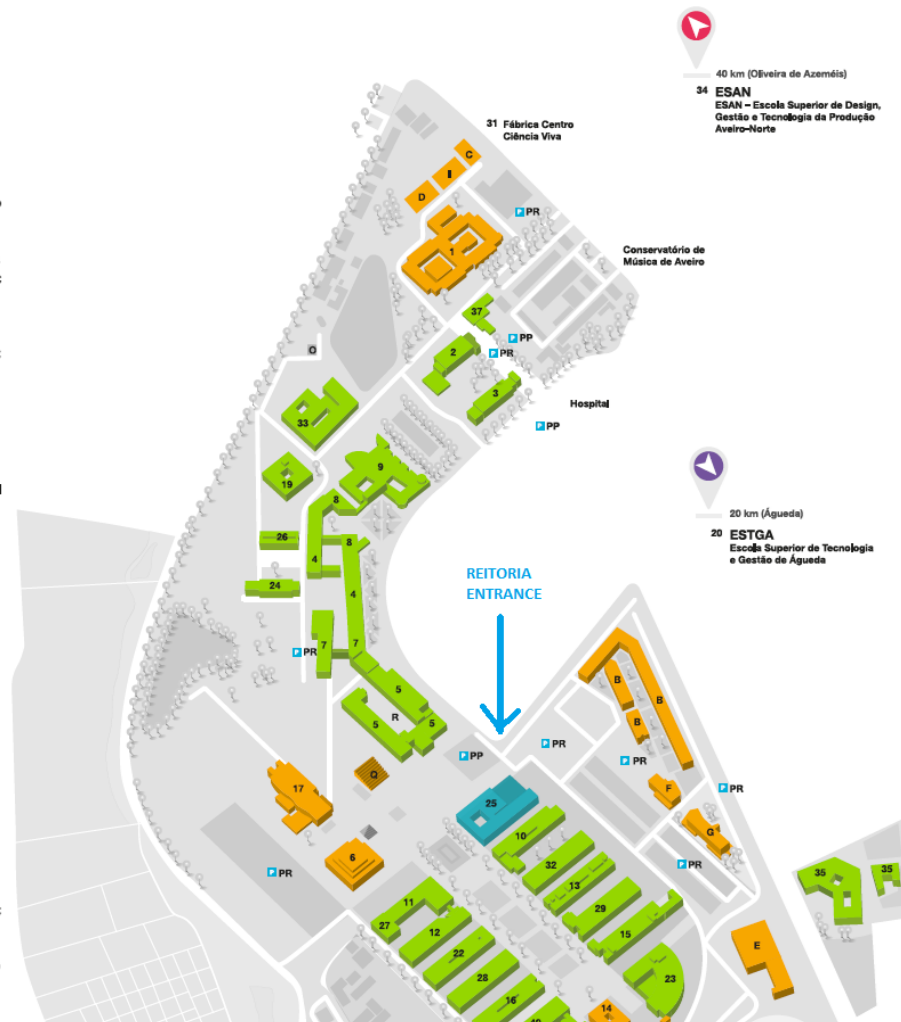 40 km (Oliveira de Azeméis)
34 ESAN
ESAN – Escola Superior de Design,
Gestão e Tecnologia da Produção
Aveiro-Norte
31 Fábrica Centro
Ciência Viva
C
D
PR
1
Conservatório de
Música de Aveiro
37
PP
O
2
PR
3
Hospital
33
PP
9
19
20 km (Águeda)
8
20 ESTGA
Escola Superior de Tecnologia
e Gestão de Águeda
26
8
4
REITORIA
ENTRANCE
24
4
7
7
PR
B
5
B
R
5
5
B
PP
PR
PR
Q
17
F
PR
25
G
10
6
32
PR
PR
13
35
35
11
29
27
12
15
E
22
28
23
16
14